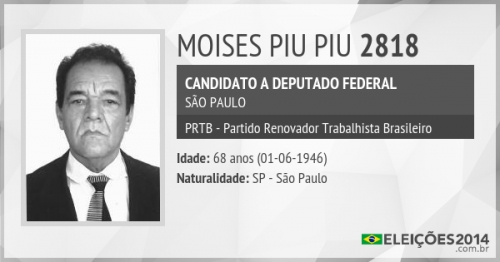 MOISES PIU PIU 2818
CANDIDATO A DEPUTADO FEDERAL
SÃO PAULO
PRTB - Partido Renovador Trabalhista Brasileiro
Idade: 68 anos (01-06-1946)
Naturalidade: SP - São Paulo
ELEIÇÕES2014
.com.br